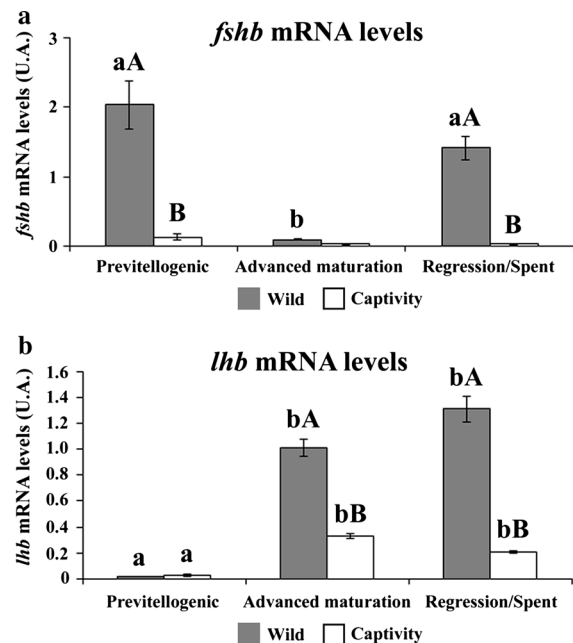 a
fshb mRNA levels
fshb mRNA levels (U.A.)
3
2
1
0
aA
B
b
aA
B
Previtellogenic Advanced maturation Regression/Spent
Wild Captivity
b
lhb mRNA levels
lhb mRNA levels (U.A.)
1.6
1.4
1.2
1.0
0.8
0.6
0.4
0.2
0
a a
bA
bB
bA
bB
Previtellogenic Advanced maturation Regression/Spent
Wild Captivity